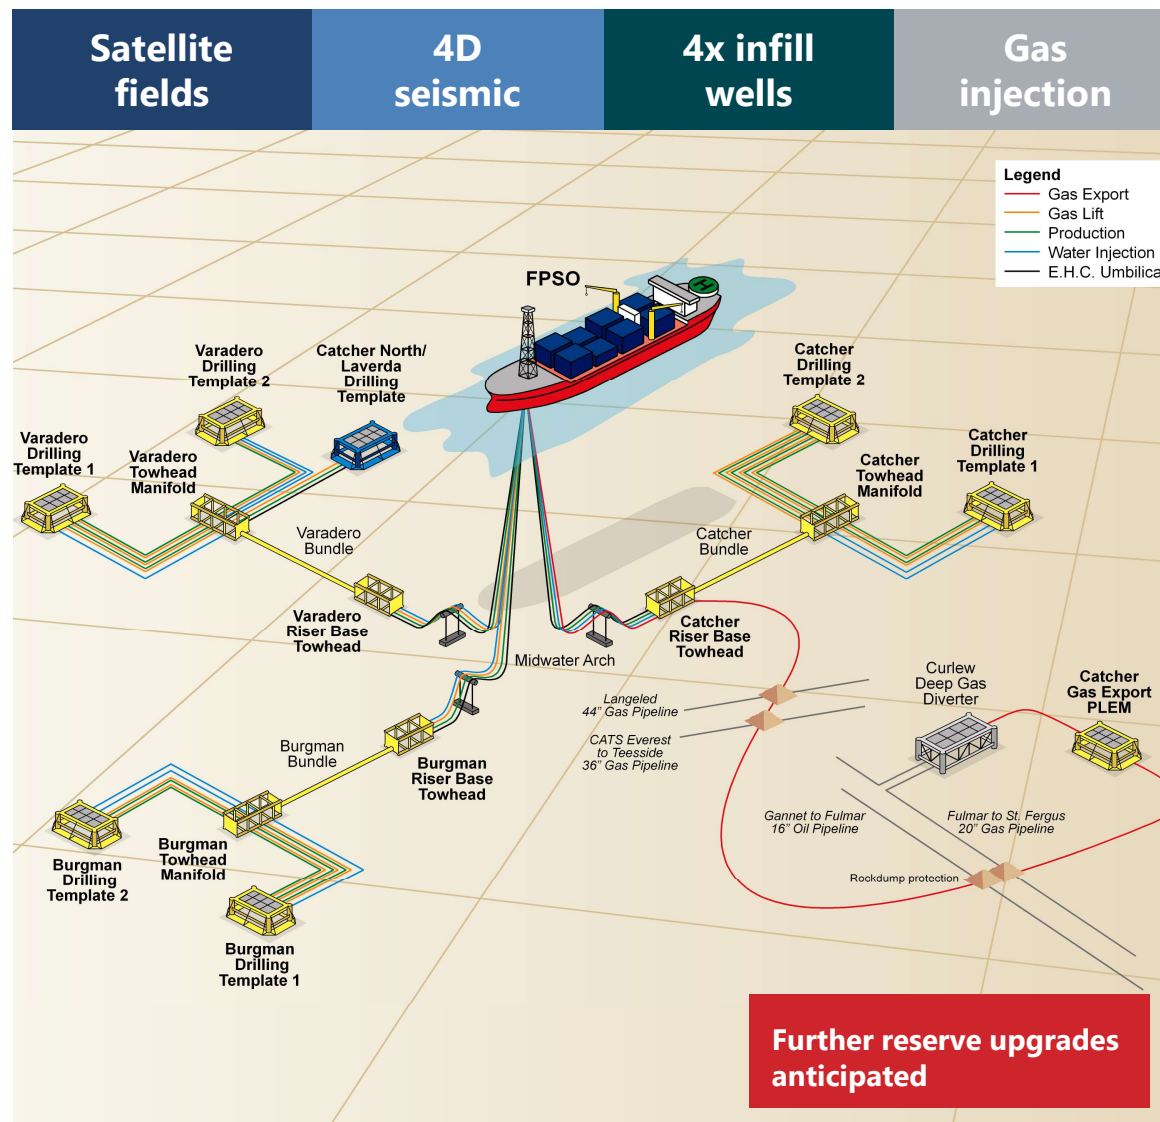 Satellite
fields
4D
seismic
4x infill
wells
Gas
injection
Legend
Gas Export
Gas Lift
Production
Water Injection
E.H.C. Umbilica
FPSO
Varadero
Drilling
Template 2
Catcher North/
Laverda
Drilling
Template
Catcher
Drilling
Template 2
Varadero
Drilling
Template 1
Varadero
Towhead
Manifold
Catcher
Towhead
Manifold
Catcher
Drilling
Template 1
Varadero
Bundle
Catcher
Bundle
Varadero
Riser Base
Towhead
Catcher
Riser Base
Towhead
Midwater Arch
Langeled
44" Gas Pipeline
CATS Everest
to Teesside
36" Gas Pipeline
Curlew
Deep Gas
Diverter
Catcher
Gas Export
PLEM
Burgman
Bundle
Burgman
Riser Base
Towhead
Gannet to Fulmar
16" Oil Pipeline
Fulmar to St. Fergus
20" Gas Pipeline
Burgman
Towhead
Manifold
Burgman
Drilling
Template 2
Rockdump protection
Burgman
Drilling
Template 1
Further reserve upgrades
anticipated